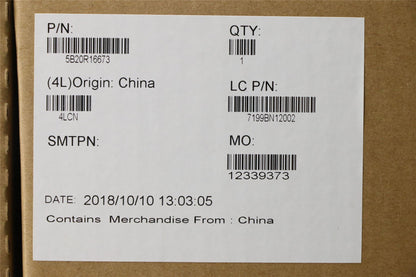 P/N:
5B20R16673
QTY:
1
(4L)Origin: China
4LCN
LC P/N:
7199BN12002
SMTPN:
MO:
12339373
DATE: 2018/10/10 13:03:05
Contains Merchandise From : China